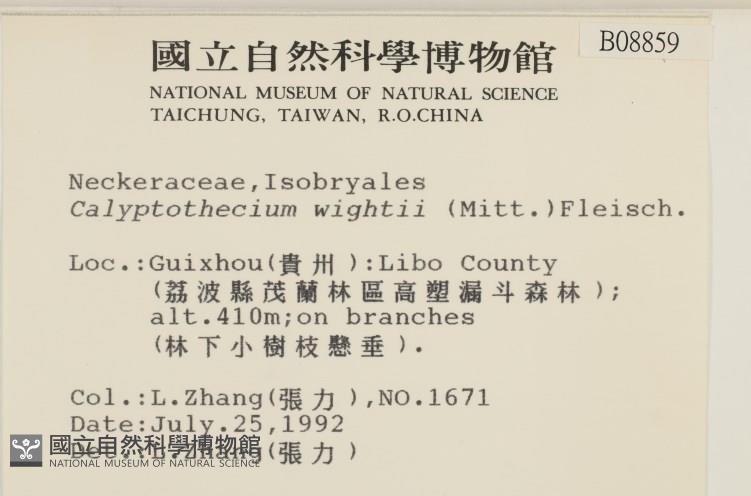 國立自然科學博物館
B08859
NATIONAL MUSEUM OF NATURAL SCIENCE
TAICHUNG, TAIWAN, R.O.CHINA
Neckeraceae,Isobryales
Calyptothecium wightii (Mitt.)Fleisch.
Loc.:Guixhou(貴州):Libo County
(荔波縣茂蘭林區高塑漏斗森林);
alt.410m;on branches
(林下小樹枝懸垂).
Col.:L.Zhang(張力),NO.1671
Date:July.25,1992
Det.:L.Zhang(張力)
國立自然科學博物館
NATIONAL MUSEUM OF NATURAL SCIENCE